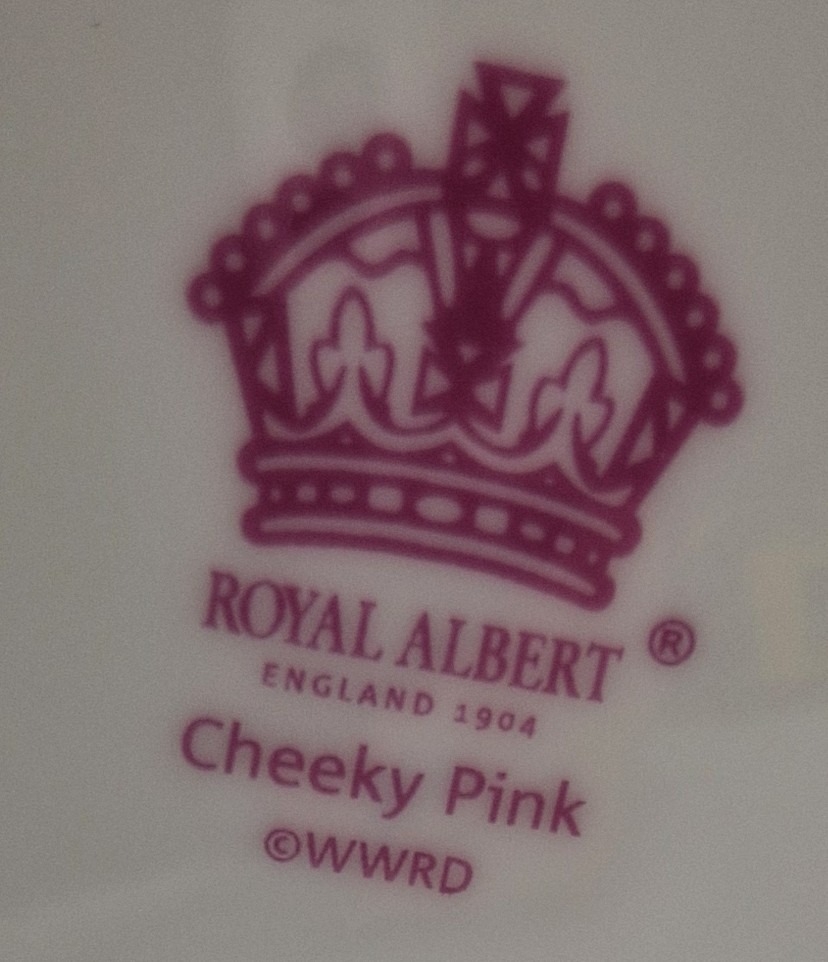 ROYAL ALBERT ®
ENGLAND 1904
Cheeky Pink
©WWRD